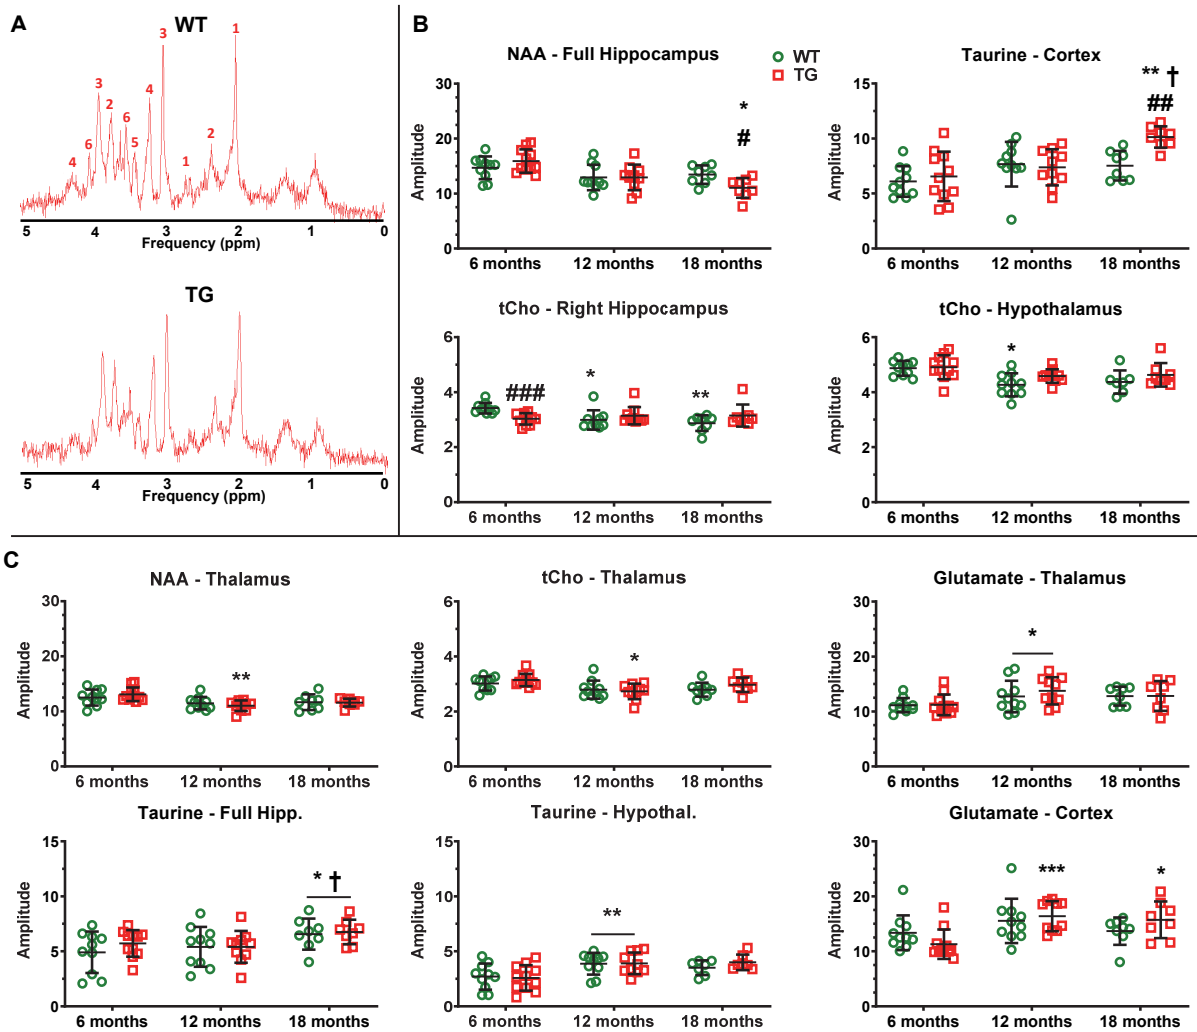 A
WT
1
3
3
4
2
6
6
5
2
4
1
5
4
3
2
1
0
Frequency (ppm)
TG
5
4
3
2
1
0
Frequency (ppm)
B
NAA - Full Hippocampus
WT
TG
Amplitude
30
20
10
0
*
#
6 months
12 months
18 months
Taurine - Cortex
Amplitude
15
10
5
0
** †
##
6 months
12 months
18 months
tCho - Right Hippocampus
Amplitude
6
4
2
0
###
*
**
6 months
12 months
18 months
tCho - Hypothalamus
Amplitude
6
4
2
0
*
6 months
12 months
18 months
C
NAA - Thalamus
Amplitude
30
20
10
0
**
6 months
12 months
18 months
tCho - Thalamus
Amplitude
6
4
2
0
*
6 months
12 months
18 months
Glutamate - Thalamus
Amplitude
30
20
10
0
*
6 months
12 months
18 months
Taurine - Full Hipp.
Amplitude
15
10
5
0
* †
6 months
12 months
18 months
Taurine - Hypothal.
Amplitude
15
10
5
0
**
6 months
12 months
18 months
Glutamate - Cortex
Amplitude
30
20
10
0
***
*
6 months
12 months
18 months